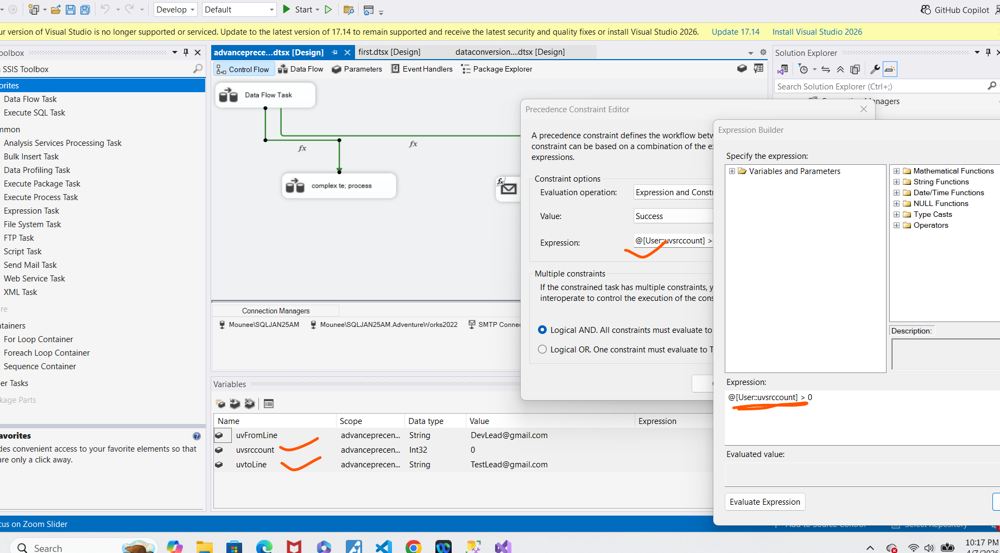 Develop
Default
Start
GitHub Copilot
ur version of Visual Studio is no longer supported or serviced. Update to the latest version of 17.14 to remain supported and receive the latest security and quality fixes or install Visual Studio 2026.
Update 17.14
Install Visual Studio 2026
oolbox
SSIS Toolbox
orites
Data Flow Task
Execute SQL Task
mmon
Analysis Services Processing Task
Bulk Insert Task
Data Profiling Task
Execute Package Task
Execute Process Task
Expression Task
File System Task
FTP Task
Script Task
Send Mail Task
Web Service Task
XML Task
re
ntainers
For Loop Container
Foreach Loop Container
Sequence Container
er Tasks
kage Parts
avorites
des convenient access to your favorite elements so that
are only a click away.
advanceprece...dtsx [Design]
first.dtsx [Design]
dataconversion....dtsx [Design]
Control Flow
Data Flow
Parameters
Event Handlers
Package Explorer
Data Flow Task
fx
fx
complex te; process
fx
Connection Managers
Mounee\SQLJAN25AM
Mounee\SQLJAN25AM.AdventureWorks2022
SMTP Connec
Variables
Name Scope Data type Value Expression
uvFromLine advanceprecen... String DevLead@gmail.com
uvsrccount advanceprecen... Int32 0
uvtoLine advanceprecen... String TestLead@gmail.com
Solution Explorer
Search Solution Explorer (Ctrl+;)
Precedence Constraint Editor
A precedence constraint defines the workflow betw
constraint can be based on a combination of the e
expressions.
Constraint options
Evaluation operation:
Expression and Constr
Value:
Success
Expression:
@[User::uvsrccount] >
Multiple constraints
If the constrained task has multiple constraints, y
interoperate to control the execution of the cons
Logical AND. All constraints must evaluate to
Logical OR. One constraint must evaluate to T
Expression Builder
Specify the expression:
Variables and Parameters
Mathematical Functions
String Functions
Date/Time Functions
NULL Functions
Type Casts
Operators
Description:
Expression:
@[User::uvsrccount] > 0
Evaluated value:
Evaluate Expression
cus on Zoom Slider
Search
10:17 PM